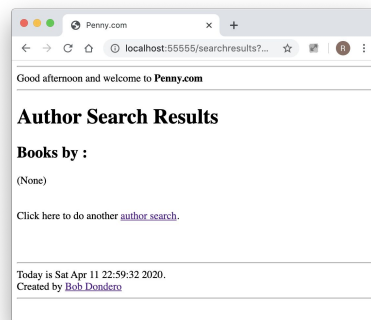 Penny.com
localhost:55555/searchresults?...
R
Good afternoon and welcome to Penny.com
Author Search Results
Books by :
(None)
Click here to do another author search.
Today is Sat Apr 11 22:59:32 2020.
Created by Bob Dondero